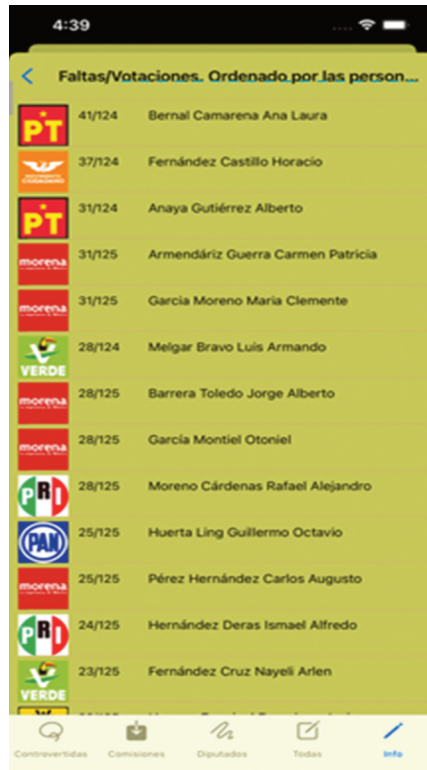 4:39
Faltas/Votaciones. Ordenado por las person...
PT 41/124 Bernal Camarena Ana Laura
MOVIMIENTO CIUDADANO 37/124 Fernández Castillo Horacio
PT 31/124 Anaya Gutiérrez Alberto
morena 31/125 Armendáriz Guerra Carmen Patricia
morena 31/125 Garcia Moreno Maria Clemente
VERDE 28/124 Melgar Bravo Luis Armando
morena 28/125 Barrera Toledo Jorge Alberto
morena 28/125 García Montiel Otoniel
PRI 28/125 Moreno Cárdenas Rafael Alejandro
PAN 25/125 Huerta Ling Guillermo Octavio
morena 25/125 Pérez Hernández Carlos Augusto
PRI 24/125 Hernández Deras Ismael Alfredo
VERDE 23/125 Fernández Cruz Nayeli Arlen
Controvertidas Comisiones Diputados Todas Info